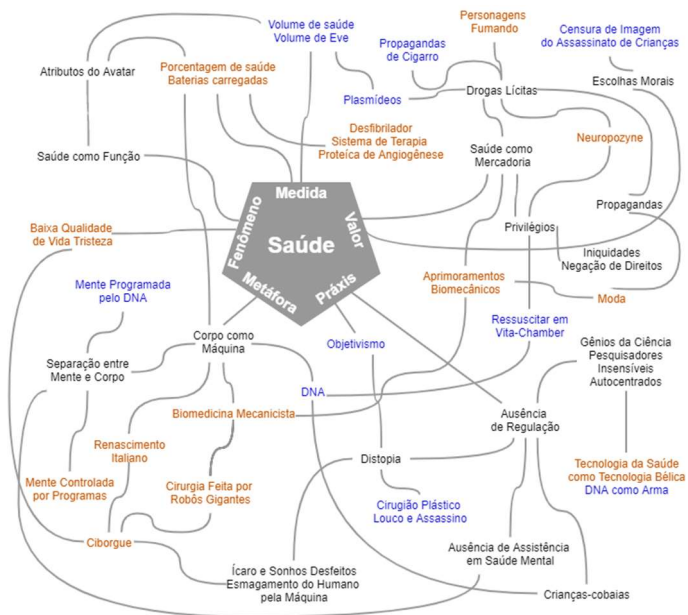 Volume de saúde
Volume de Eve
Personagens
Fumando
Censura de Imagem
do Assassinato de Crianças
Propagandas
de Cigarro
Atributos do Avatar
Porcentagem de saúde
Baterias carregadas
Plasmídeos
Drogas Lícitas
Escolhas Morais
Desfibrilador
Sistema de Terapia
Proteíca de Angiogênese
Neuropozyne
Saúde como
Mercadoria
Saúde como Função
Medida
Valor
Práxis
Metáfora
Fenômeno
Saúde
Propagandas
Privilégios
Baixa Qualidade
de Vida Tristeza
Iniquidades
Negação de Direitos
Aprimoramentos
Biomecânicos
Moda
Mente Programada
pelo DNA
Ressuscitar em
Vita-Chamber
Corpo como
Máquina
Objetivismo
Gênios da Ciência
Pesquisadores
Insensíveis
Autocentrados
Separação entre
Mente e Corpo
DNA
Biomedicina Mecanicista
Ausência
de Regulação
Renascimento
Italiano
Distopia
Mente Controlada
por Programas
Cirurgia Feita por
Robôs Gigantes
Tecnologia da Saúde
como Tecnologia Bélica
DNA como Arma
Cirugião Plástico
Louco e Assassino
Ciborgue
Ausência de Assistência
em Saúde Mental
Ícaro e Sonhos Desfeitos
Esmagamento do Humano
pela Máquina
Crianças-cobaias